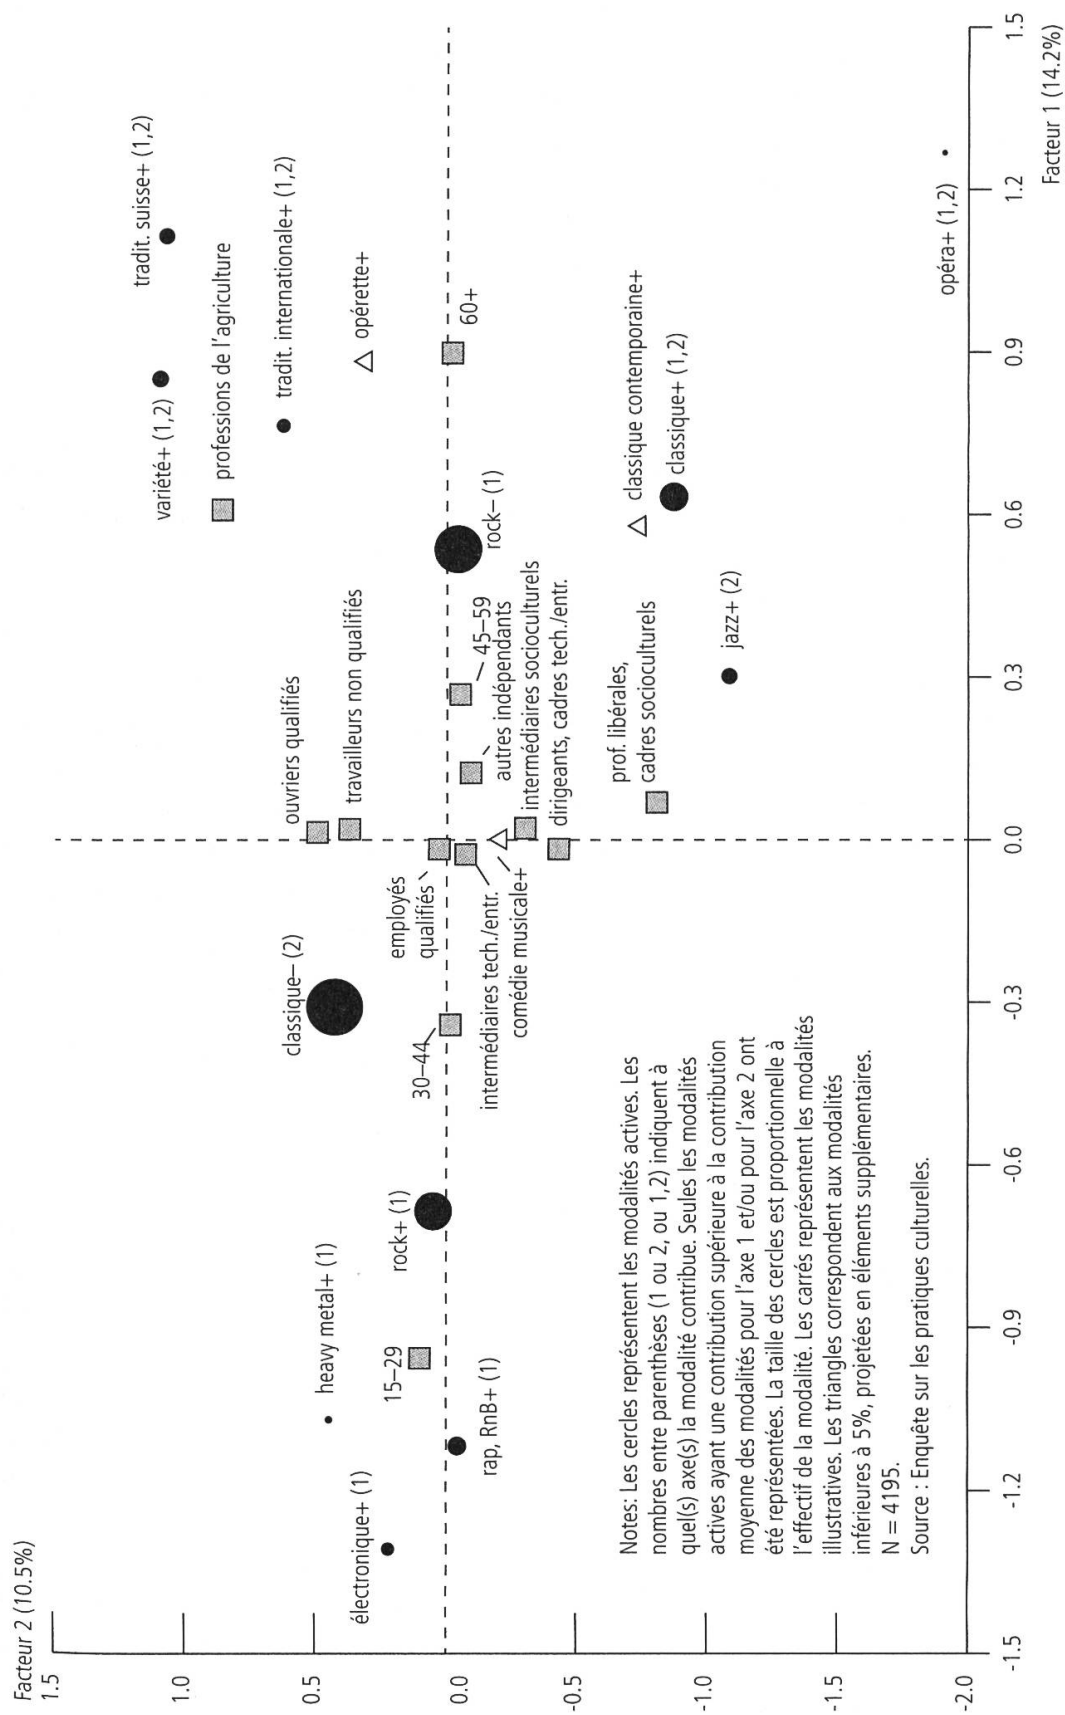 Facteur 2 (10.5%)
1.5
1.0
0.5
0.0
-0.5
-1.0
-2.0
tradit. suisse+ (1,2)
variété+ (1,2)
professions de l'agriculture
tradit. internationale+ (1,2)
opérette+
60+
rock– (1)
ouvriers qualifiés
travailleurs non qualifiés
45–59
autres indépendants
intermédiaires socioculturels
dirigeants, cadres tech./entr.
prof. libérales,
cadres socioculturels
classique contemporaine+
classique+ (1,2)
jazz+ (2)
opéra+ (1,2)
classique– (2)
employés
qualifiés
30–44
intermédiaires tech./entr.
comédie musicale+
rock+ (1)
heavy metal+ (1)
15–29
rap, RnB+ (1)
électronique+ (1)
Notes: Les cercles représentent les modalités actives. Les
nombres entre parenthèses (1 ou 2, ou 1,2) indiquent à
quel(s) axe(s) la modalité contribue. Seules les modalités
actives ayant une contribution supérieure à la contribution
moyenne des modalités pour l'axe 1 et/ou pour l'axe 2 ont
été représentées. La taille des cercles est proportionnelle à
l'effectif de la modalité. Les carrés représentent les modalités
illustratives. Les triangles correspondent aux modalités
inférieures à 5%, projetées en éléments supplémentaires.
N = 4195.
Source : Enquête sur les pratiques culturelles.
-1.5
-1.2
-0.9
-0.6
-0.3
0.0
0.3
0.6
0.9
1.2
1.5
Facteur 1 (14.2%)